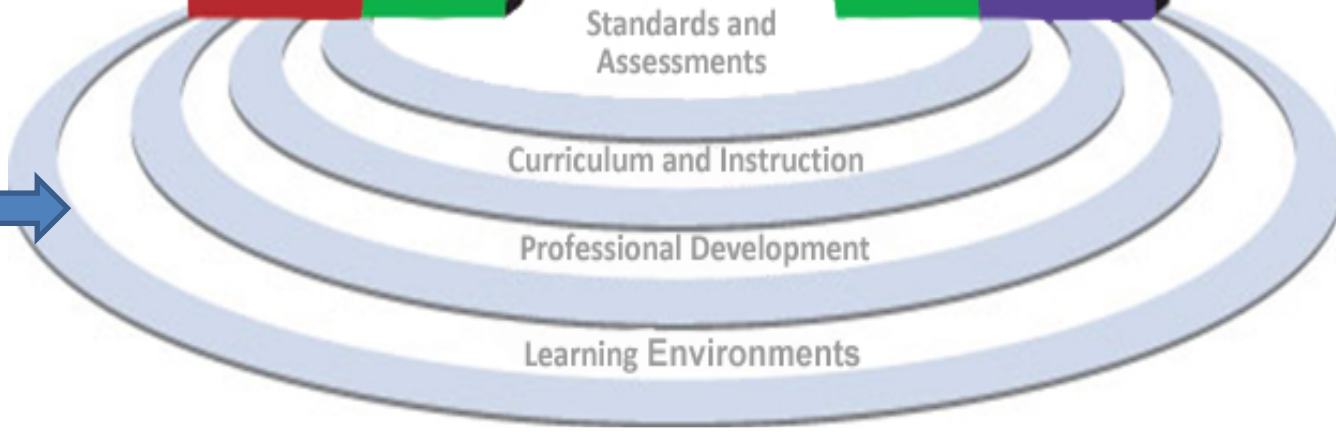 Standards and
Assessments
Curriculum and Instruction
Professional Development
Learning Environments